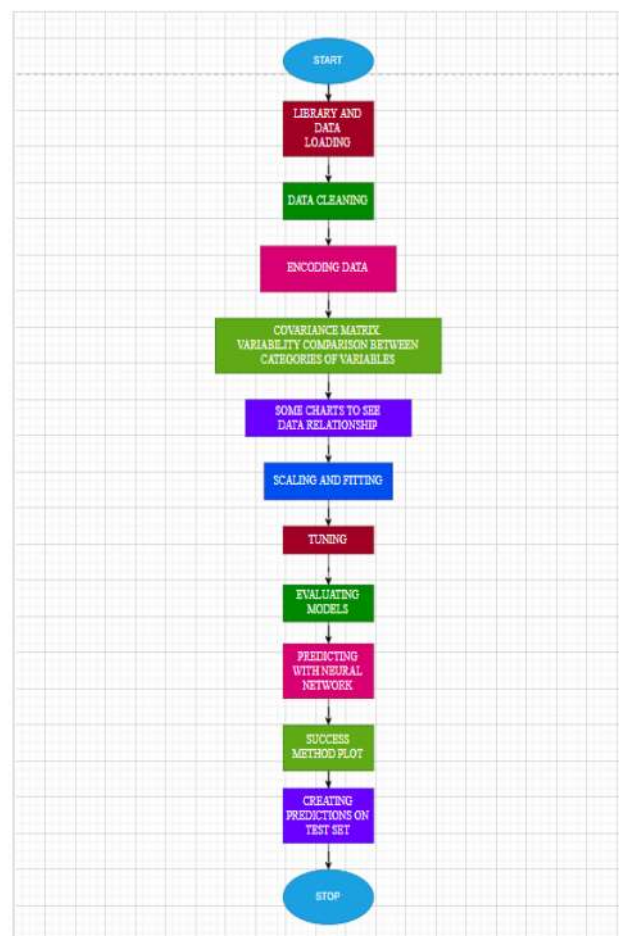 START
LIBRARY AND
DATA
LOADING
DATA CLEANING
ENCODING DATA
COVARIANCE MATRIX
VARIABILITY COMPARISON BETWEEN
CATEGORIES OF VARIABLES
SOME CHARTS TO SEE
DATA RELATIONSHIP
SCALING AND FITTING
TUNING
EVALUATING
MODELS
PREDICTING
WITH NEURAL
NETWORK
SUCCESS
METHOD PLOT
CREATING
PREDICTIONS ON
TEST SET
STOP